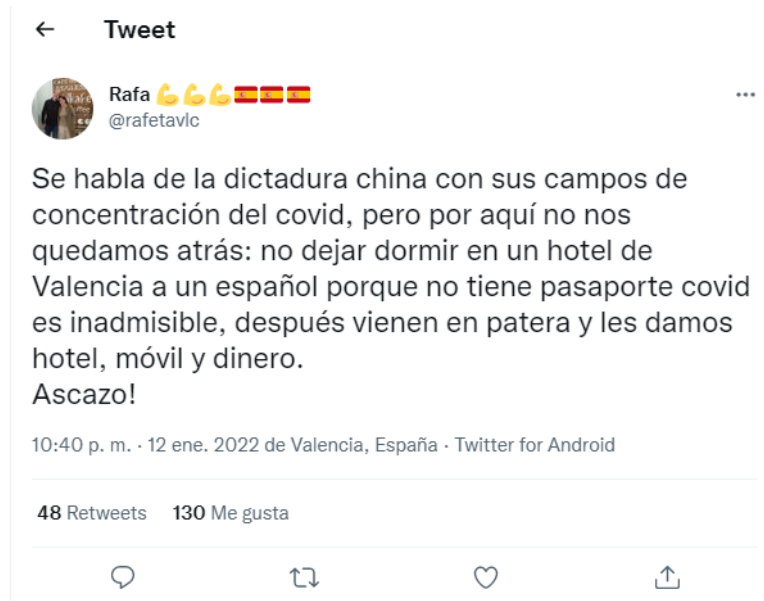 Tweet
Rafa 💪💪💪🇪🇸🇪🇸🇪🇸
@rafetavlc
Se habla de la dictadura china con sus campos de
concentración del covid, pero por aquí no nos
quedamos atrás: no dejar dormir en un hotel de
Valencia a un español porque no tiene pasaporte covid
es inadmisible, después vienen en patera y les damos
hotel, móvil y dinero.
Ascazo!
10:40 p. m. · 12 ene. 2022 de Valencia, España · Twitter for Android
48 Retweets 130 Me gusta